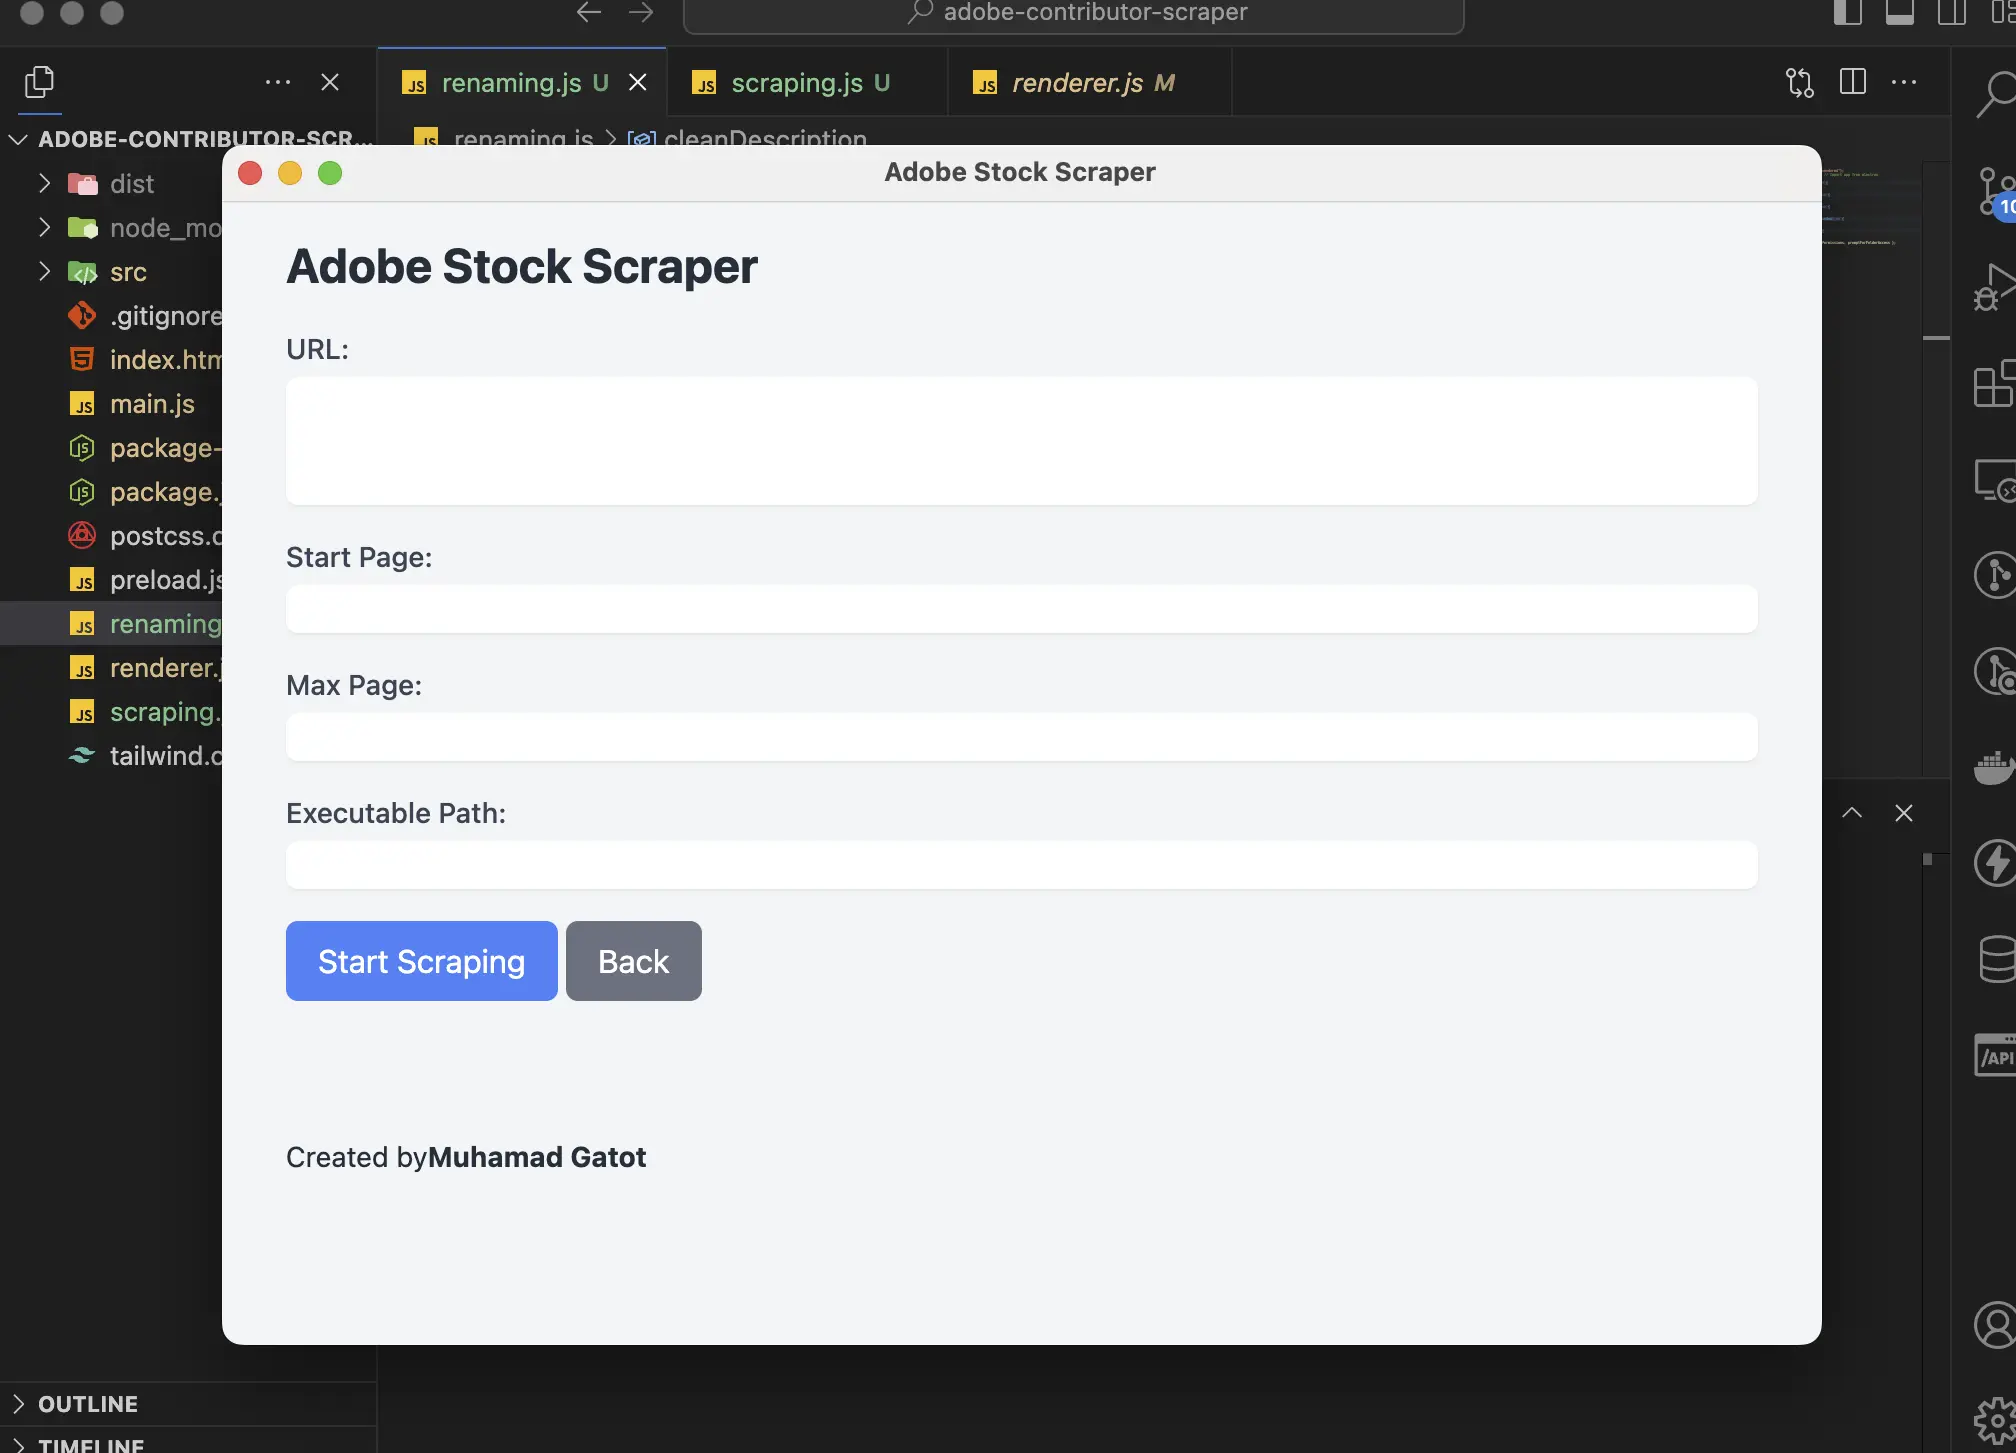 adobe-contributor-scraper
renaming.js U
scraping.js U
renderer.js M
ADOBE-CONTRIBUTOR-SCR...
renaming.js > cleanDescription
dist
node_mo
src
.gitignore
index.htm
main.js
package-
package.j
postcss.c
preload.js
renaming
renderer.j
scraping.
tailwind.c
Adobe Stock Scraper
Adobe Stock Scraper
URL:
Start Page:
Max Page:
Executable Path:
Start Scraping
Back
Created byMuhamad Gatot
10
/API
OUTLINE
TIMELINE